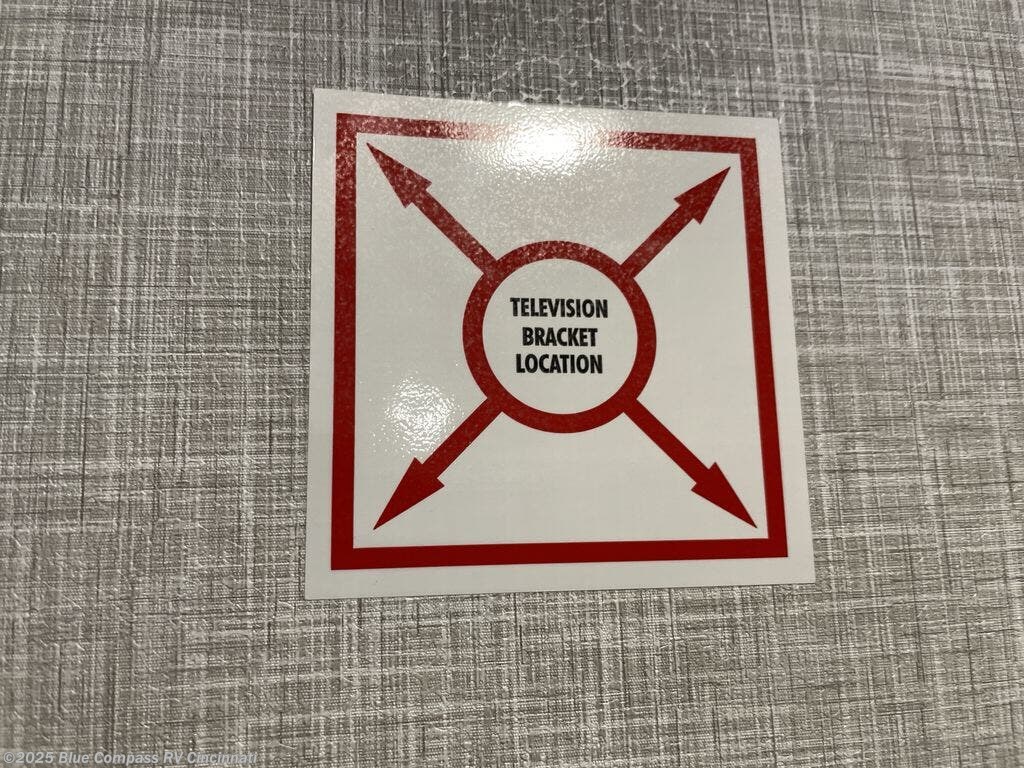 TELEVISION
BRACKET
LOCATION
©2025 Blue Compass RV Cincinnati